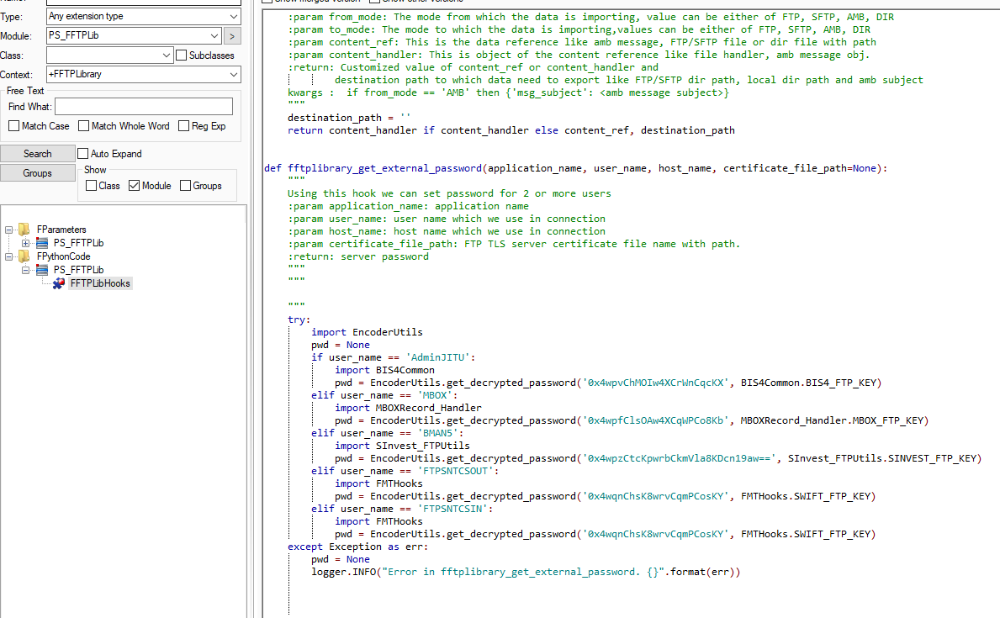 Type:
Any extension type
Module:
PS_FFTPLib
>
Class:
Subclasses
Context:
+FFTPLibrary
Free Text
Find What:
Match Case
Match Whole Word
Reg Exp
Search
Auto Expand
Groups
Show
Class
Module
Groups
FParameters
PS_FFTPLib
FPythonCode
PS_FFTPLib
FFTPLibHooks
:param from_mode: The mode from which the data is importing, value can be either of FTP, SFTP, AMB, DIR
:param to_mode: The mode to which the data is importing,values can be either of FTP, SFTP, AMB, DIR
:param content_ref: This is the data reference like amb message, FTP/SFTP file or dir file with path
:param content_handler: This is object of the content reference like file handler, amb message obj.
:return: Customized value of content_ref or content_handler and
destination path to which data need to export like FTP/SFTP dir path, local dir path and amb subject
kwargs :  if from_mode == 'AMB' then {'msg_subject': <amb message subject>}
"""
destination_path = ''
return content_handler if content_handler else content_ref, destination_path
def fftplibrary_get_external_password(application_name, user_name, host_name, certificate_file_path=None):
"""
Using this hook we can set password for 2 or more users
:param application_name: application name
:param user_name: user name which we use in connection
:param host_name: host name which we use in connection
:param certificate_file_path: FTP TLS server certificate file name with path.
:return: server password
"""
"""
"""
try:
import EncoderUtils
pwd = None
if user_name == 'AdminJITU':
import BIS4Common
pwd = EncoderUtils.get_decrypted_password('0x4wpvChMOIw4XCrWnCqcKX', BIS4Common.BIS4_FTP_KEY)
elif user_name == 'MBOX':
import MBOXRecord_Handler
pwd = EncoderUtils.get_decrypted_password('0x4wpfClsOAw4XCqWPCo8Kb', MBOXRecord_Handler.MBOX_FTP_KEY)
elif user_name == 'BMAN5':
import SInvest_FTPUtils
pwd = EncoderUtils.get_decrypted_password('0x4wpzCtcKpwrbCkmVla8KDcn19aw==', SInvest_FTPUtils.SINVEST_FTP_KEY)
elif user_name == 'FTPSNTCSOUT':
import FMTHooks
pwd = EncoderUtils.get_decrypted_password('0x4wqnChsK8wrvCqmPCosKY', FMTHooks.SWIFT_FTP_KEY)
elif user_name == 'FTPSNTCSIN':
import FMTHooks
pwd = EncoderUtils.get_decrypted_password('0x4wqnChsK8wrvCqmPCosKY', FMTHooks.SWIFT_FTP_KEY)
except Exception as err:
pwd = None
logger.INFO("Error in fftplibrary_get_external_password. {}".format(err))